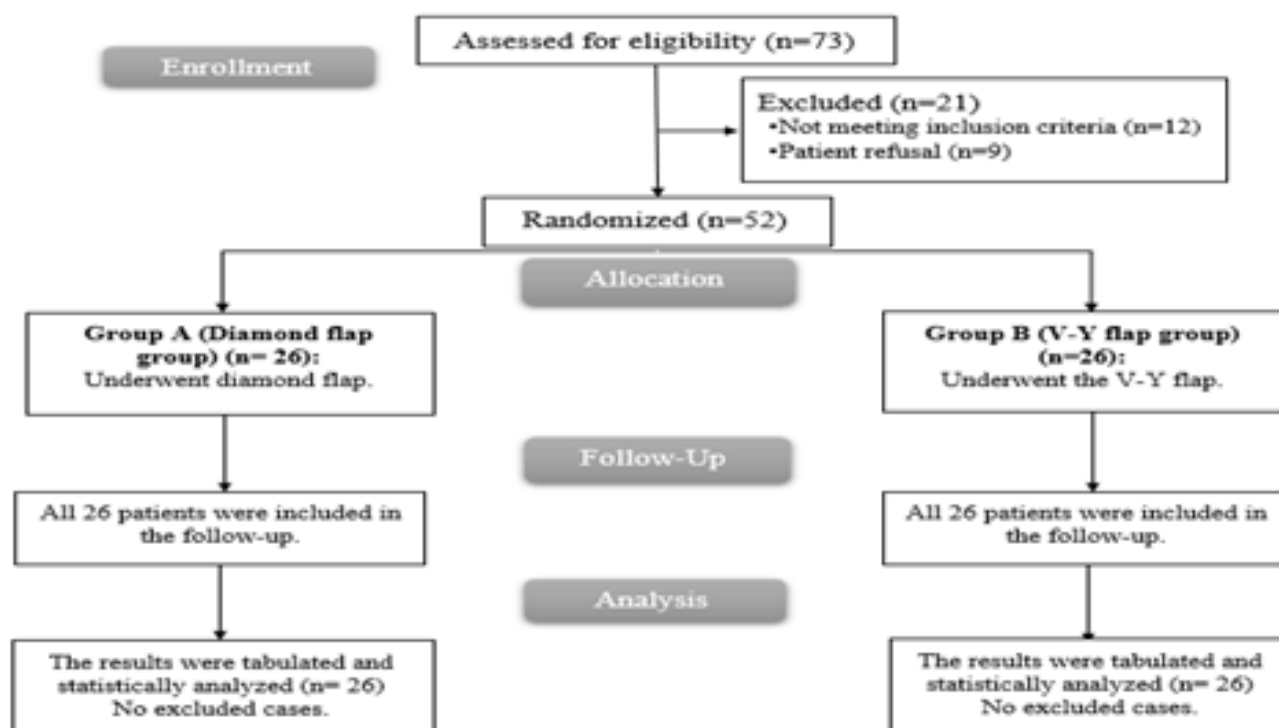 Assessed for eligibility (n=73)
Enrollment
Excluded (n=21)
•Not meeting inclusion criteria (n=12)
•Patient refusal (n=9)
Randomized (n=52)
Allocation
Group A (Diamond flap
group) (n= 26):
Underwent diamond flap.
Group B (V-Y flap group)
(n=26):
Underwent the V-Y flap.
Follow-Up
All 26 patients were included in
the follow-up.
All 26 patients were included in
the follow-up.
Analysis
The results were tabulated and
statistically analyzed (n= 26)
No excluded cases.
The results were tabulated and
statistically analyzed (n= 26)
No excluded cases.